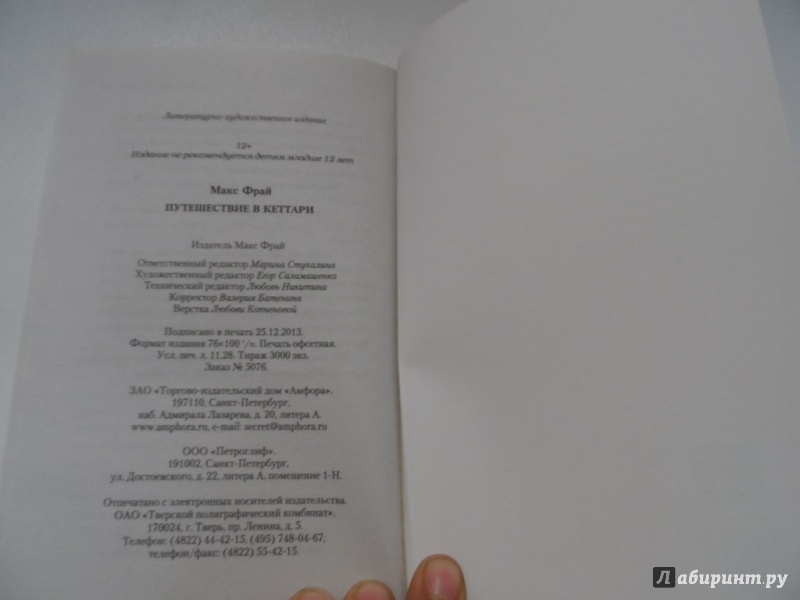 Литературно-художественное издание
12+
Издание не рекомендуется детям младше 12 лет
Макс Фрай
ПУТЕШЕСТВИЕ В КЕТТАРИ
Издатель Макс Фрай
Ответственный редактор Марина Стукалина
Художественный редактор Егор Саламашенко
Технический редактор Любовь Никитина
Корректор Валерия Батенина
Верстка Любови Копченовой
Подписано в печать 25.12.2013.
Формат издания 76×100 1/32. Печать офсетная.
Усл. печ. л. 11,28. Тираж 3000 экз.
Заказ № 5076.
ЗАО «Торгово-издательский дом «Амфора».
197110, Санкт-Петербург,
наб. Адмирала Лазарева, д. 20, литера А.
www.amphora.ru, e-mail: secret@amphora.ru
ООО «Петроглиф».
191002, Санкт-Петербург,
ул. Достоевского, д. 22, литера А, помещение 1-Н.
Отпечатано с электронных носителей издательства.
ОАО «Тверской полиграфический комбинат».
170024, г. Тверь, пр. Ленина, д. 5.
Телефон: (4822) 44-42-15, (495) 748-04-67;
телефон/факс: (4822) 55-42-15.
Лабиринт.ру